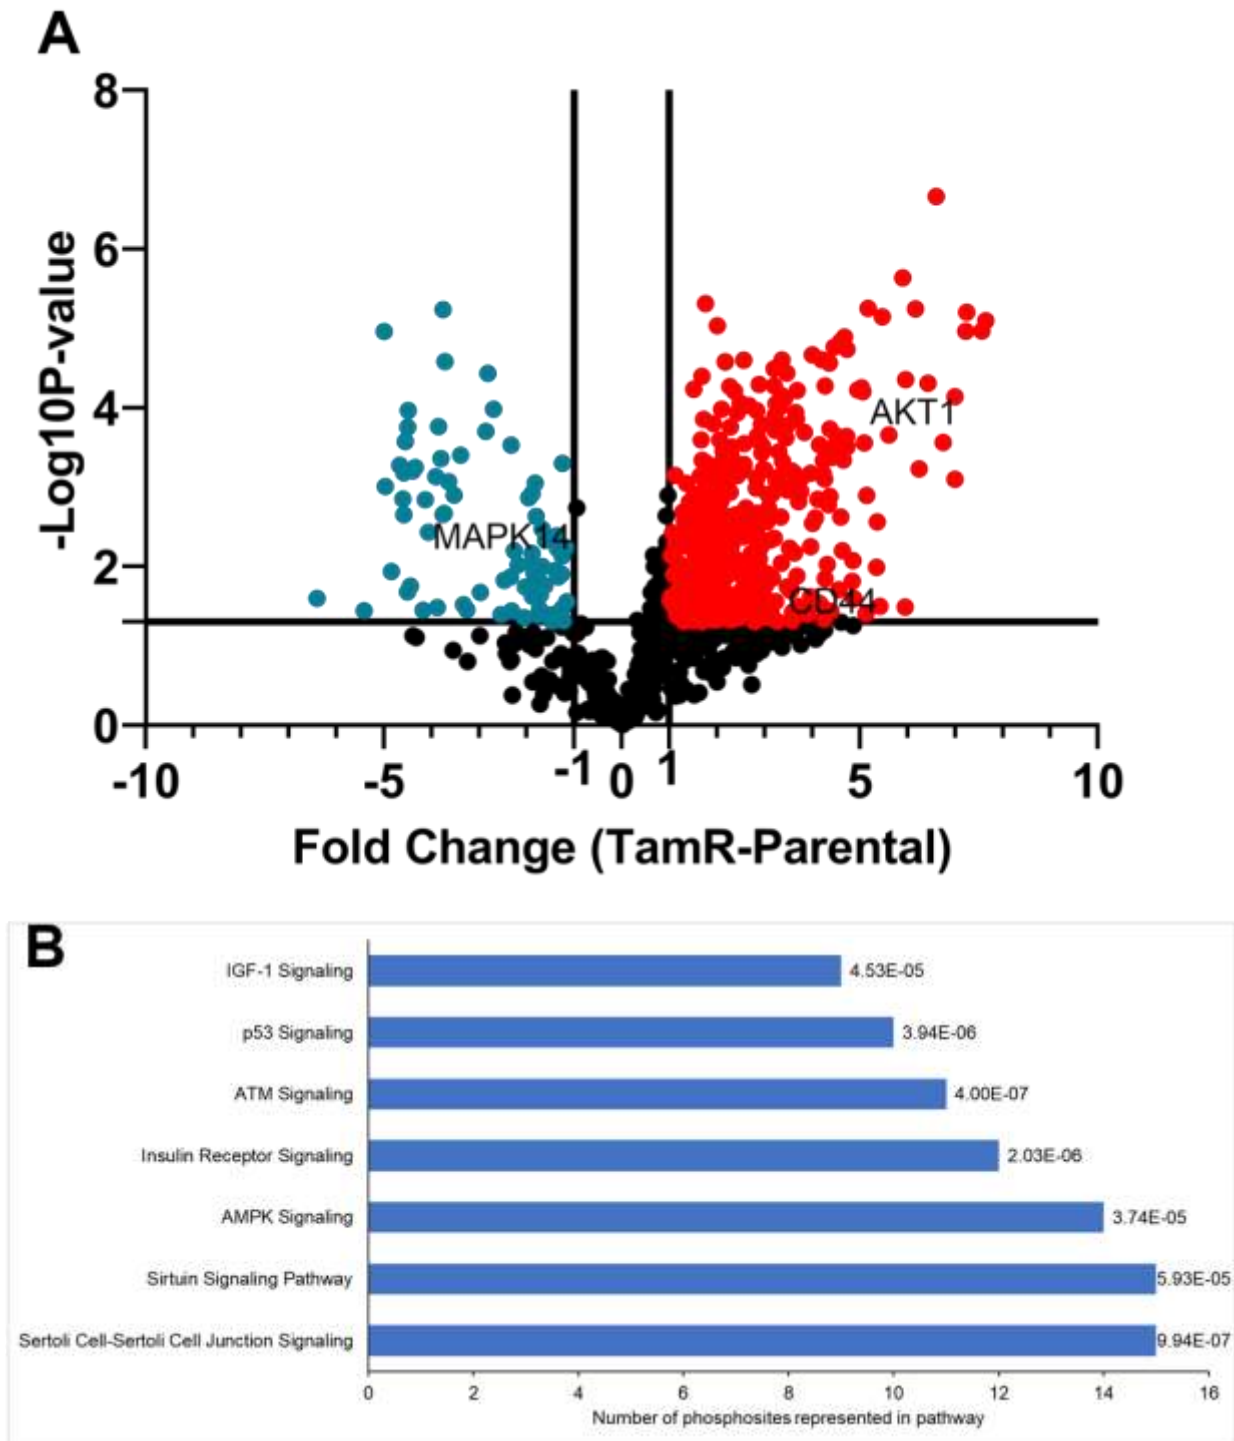 A
-Log10P-value
8
6
4
2
0
AKT1
MAPK14
CD44
-10
-5
-1
0
1
5
10
Fold Change (TamR-Parental)
B
IGF-1 Signaling 4.53E-05
p53 Signaling 3.94E-06
ATM Signaling 4.00E-07
Insulin Receptor Signaling 2.03E-06
AMPK Signaling 3.74E-05
Sirtuin Signaling Pathway 5.93E-05
Sertoli Cell-Sertoli Cell Junction Signaling 9.94E-07
0 2 4 6 8 10 12 14 16
Number of phosphosites represented in pathway